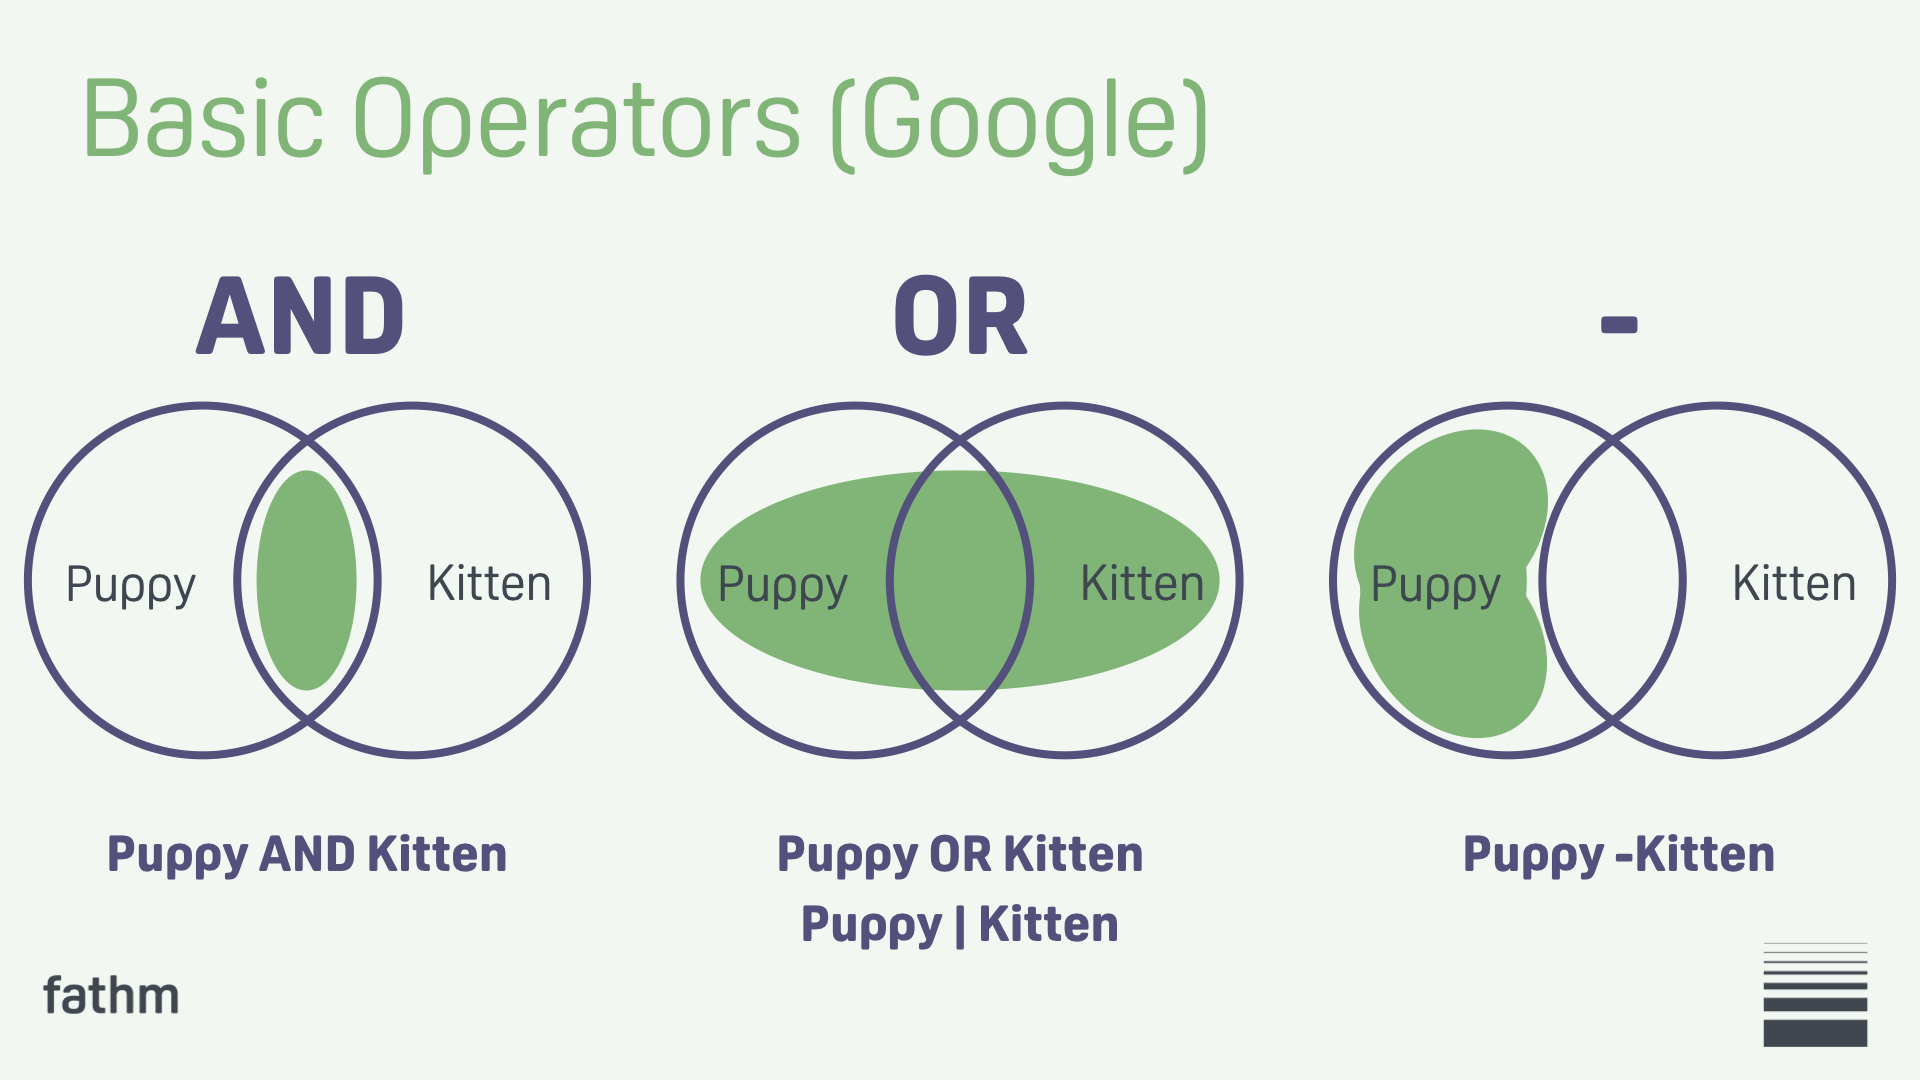 Basic Operators (Google)
AND
OR
-
Puppy
Kitten
Puppy
Kitten
Puppy
Kitten
Puppy AND Kitten
Puppy OR Kitten
Puppy | Kitten
Puppy -Kitten
fathm